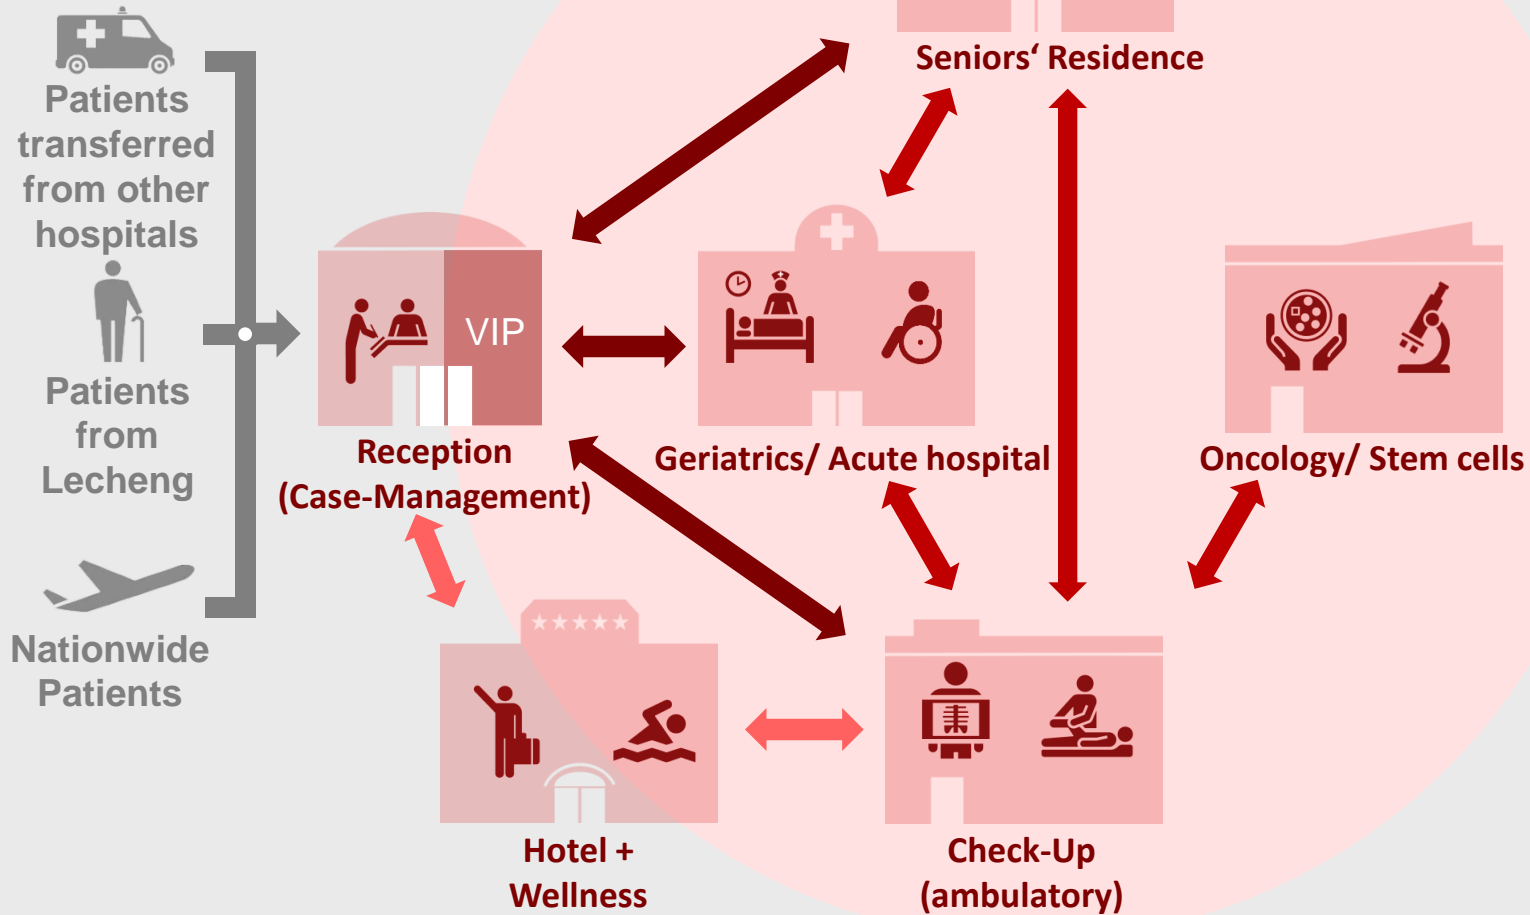 Seniors‘ Residence
Patients
transferred
from other
hospitals
VIP
Patients
from
Lecheng
Reception
(Case-Management)
Geriatrics/ Acute hospital
Oncology/ Stem cells
Nationwide
Patients
Hotel +
Wellness
Check-Up
(ambulatory)